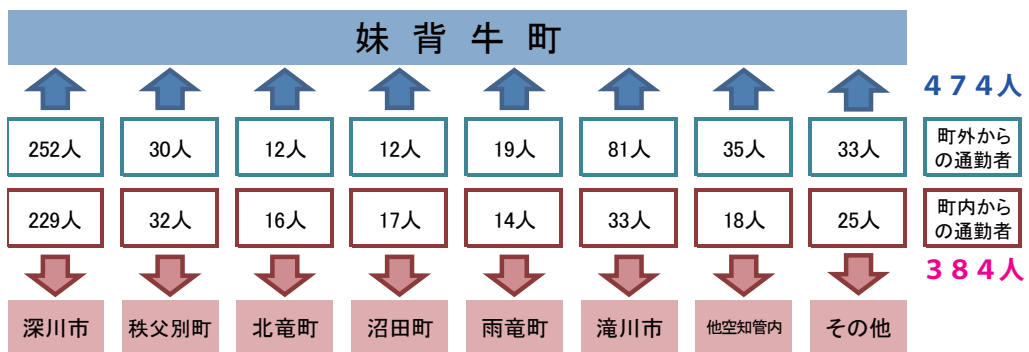 妹背牛町
474人
252人 30人 12人 12人 19人 81人 35人 33人 町外から
の通勤者
229人 32人 16人 17人 14人 33人 18人 25人 町内から
の通勤者
384人
深川市 秩父別町 北竜町 沼田町 雨竜町 滝川市 他空知管内 その他